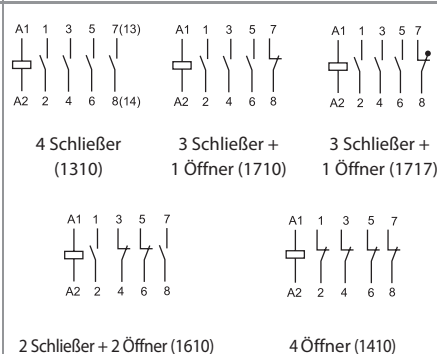 A1 1 3 5 7(13)
A2 2 4 6 8(14)
4 Schließer
(1310)
A1 1 3 5 7
A2 2 4 6 8
3 Schließer +
1 Öffner (1710)
A1 1 3 5 7
A2 2 4 6 8
3 Schließer +
1 Öffner (1717)
A1 1 3 5 7
A2 2 4 6 8
2 Schließer + 2 Öffner (1610)
A1 1 3 5 7
A2 2 4 6 8
4 Öffner (1410)